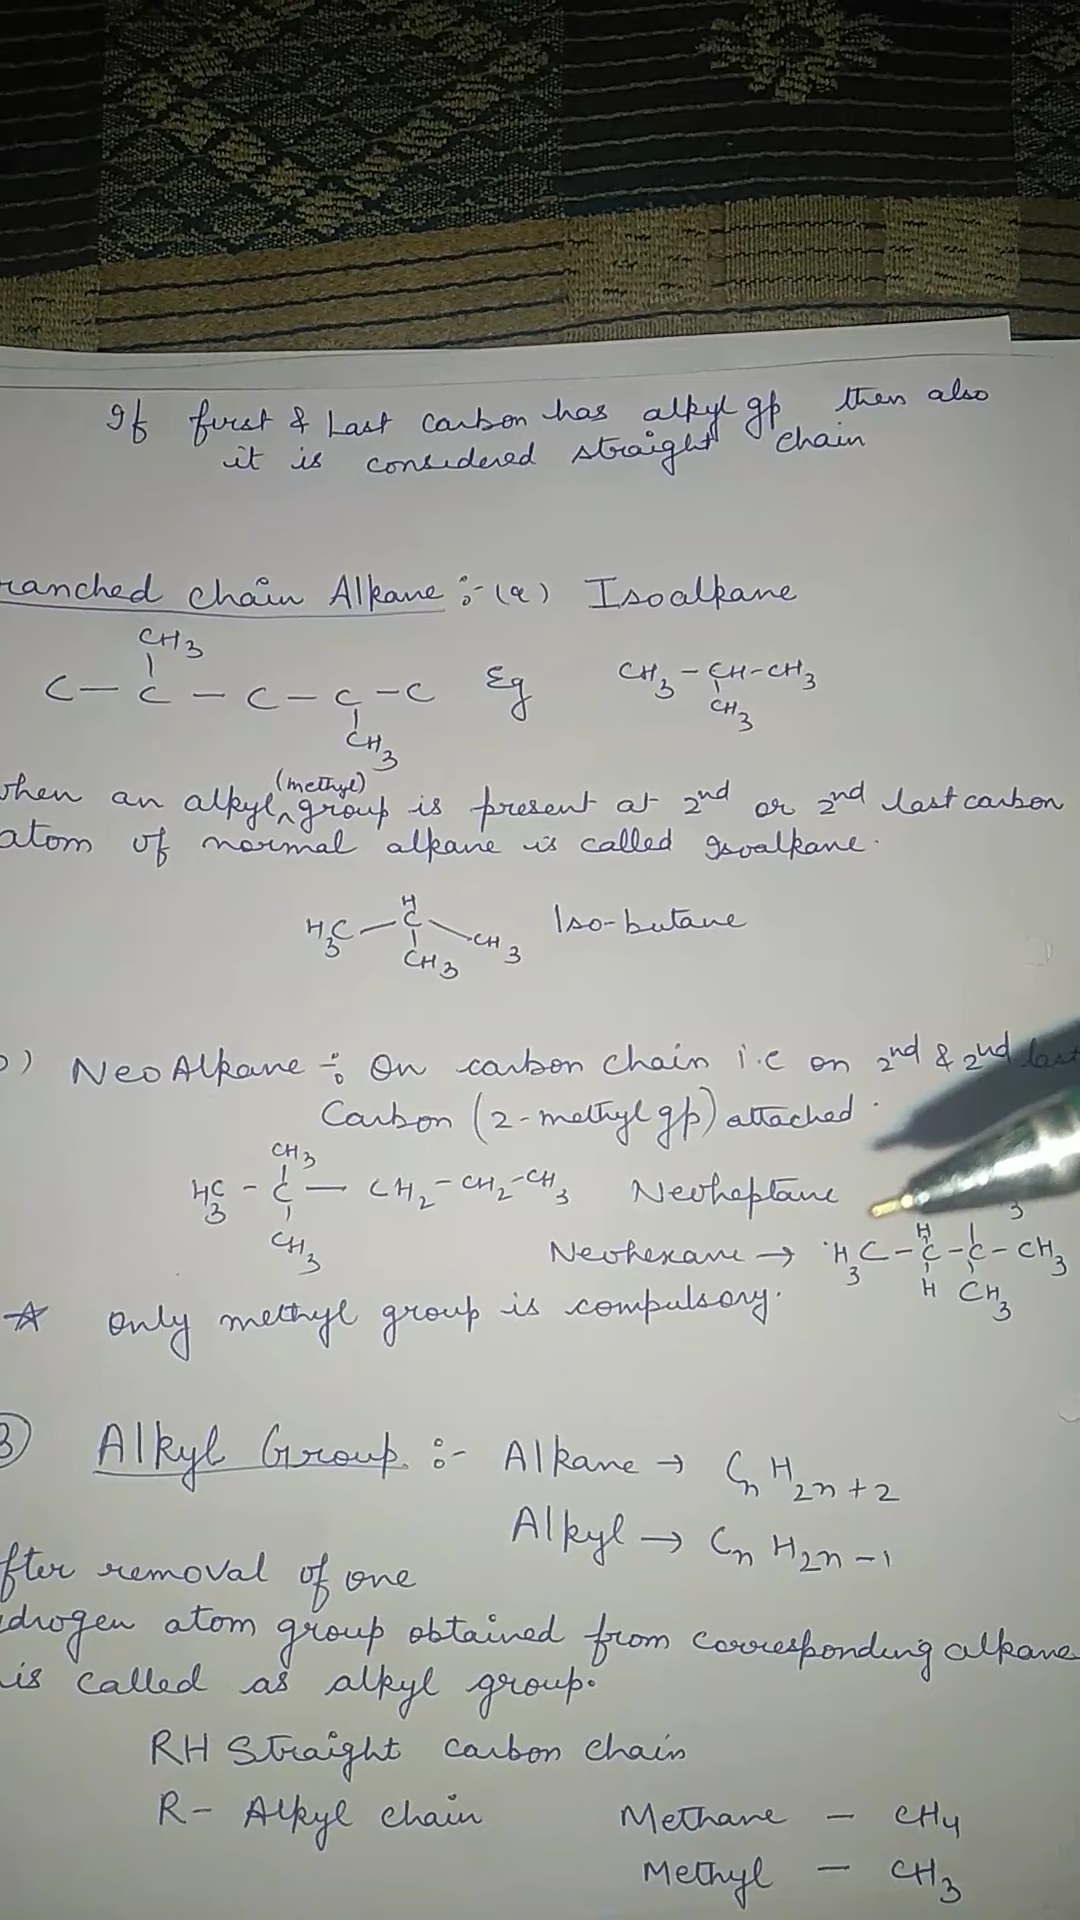 If first & Last carbon has alkyl gp then also
it is considered straight chain
ranched chain Alkane :- (a) Isoalkane
CH3
C - C - C - C - C Eg CH3 - CH - CH3
CH3 CH3
(methyl)
when an alkyl ^ group is present at 2nd or 2nd last carbon
atom of normal alkane is called Isoalkane.
H
H3C - C - CH3 Iso-butane
CH3
b) NeoAlkane :- On carbon chain i.e on 2nd & 2nd last
Carbon (2-methyl gp) attached.
CH3
H3C - C - CH2 - CH2 - CH3 Neoheptane
CH3
3
Neohexane → H3C - C - C - CH3
H
H CH3
☆ only methyl group is compulsory.
3 Alkyl Group :- Alkane → CnH2n+2
Alkyl → CnH2n-1
fter removal of one
drogen atom group obtained from corresponding alkane
is called as alkyl group.
RH Straight carbon chain
R- Alkyl chain
Methane - CH4
Methyl - CH3